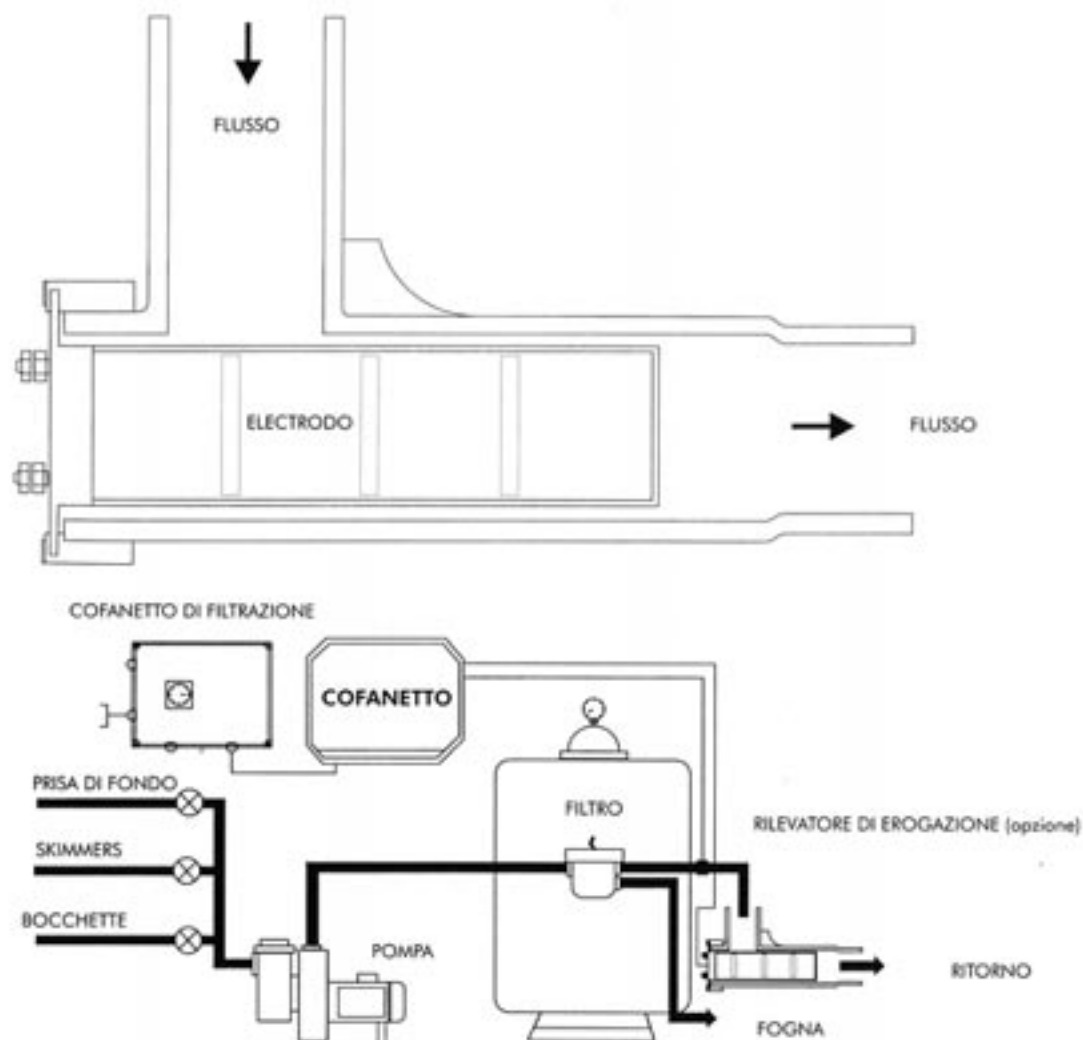 FLUSSO
ELECTRODO
FLUSSO
COFANETTO DI FILTRAZIONE
COFANETTO
PRISA DI FONDO
FILTRO
RILEVATORE DI EROGAZIONE (opzione)
SKIMMERS
BOCCHETTE
POMPA
RITORNO
FOGNA